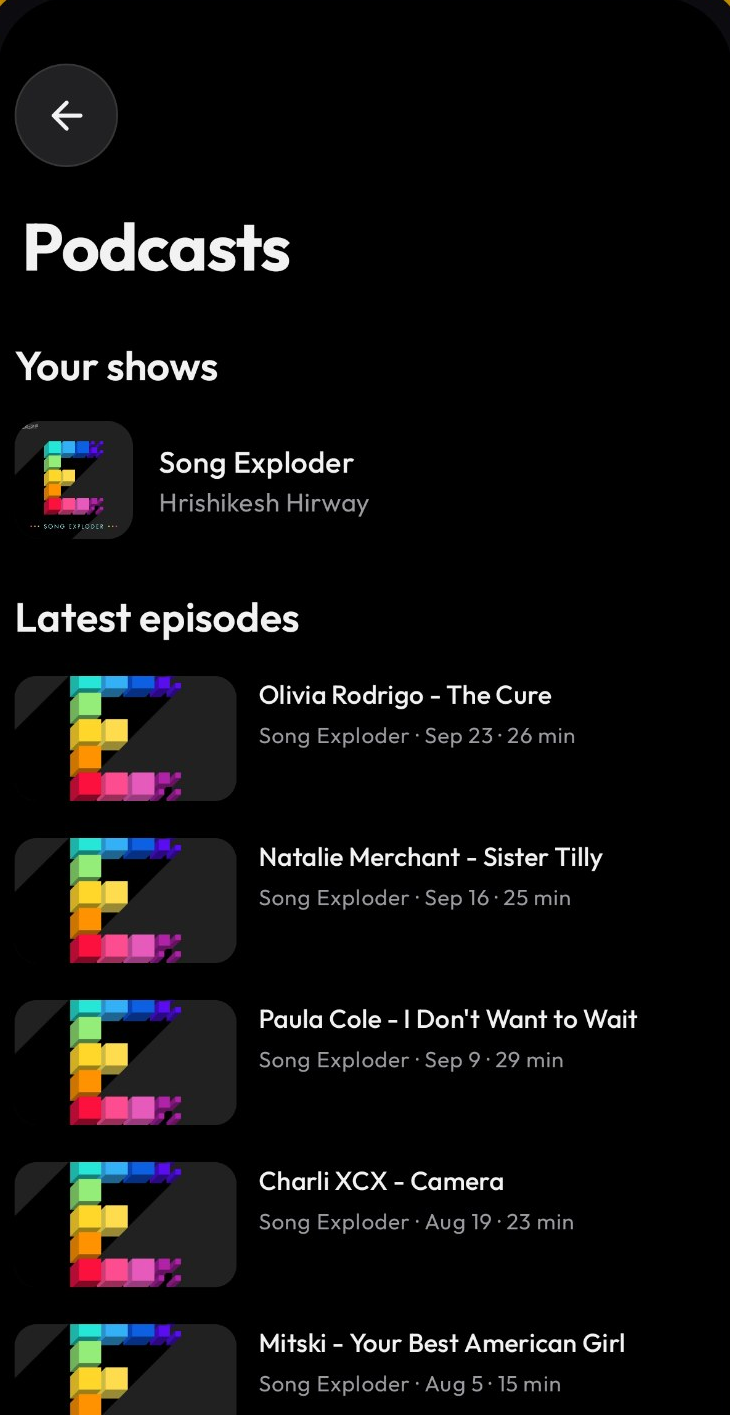 Podcasts
Your shows
SONG EXPLODER
Song Exploder
Hrishikesh Hirway
Latest episodes
Olivia Rodrigo - The Cure
Song Exploder · Sep 23 · 26 min
Natalie Merchant - Sister Tilly
Song Exploder · Sep 16 · 25 min
Paula Cole - I Don't Want to Wait
Song Exploder · Sep 9 · 29 min
Charli XCX - Camera
Song Exploder · Aug 19 · 23 min
Mitski - Your Best American Girl
Song Exploder · Aug 5 · 15 min